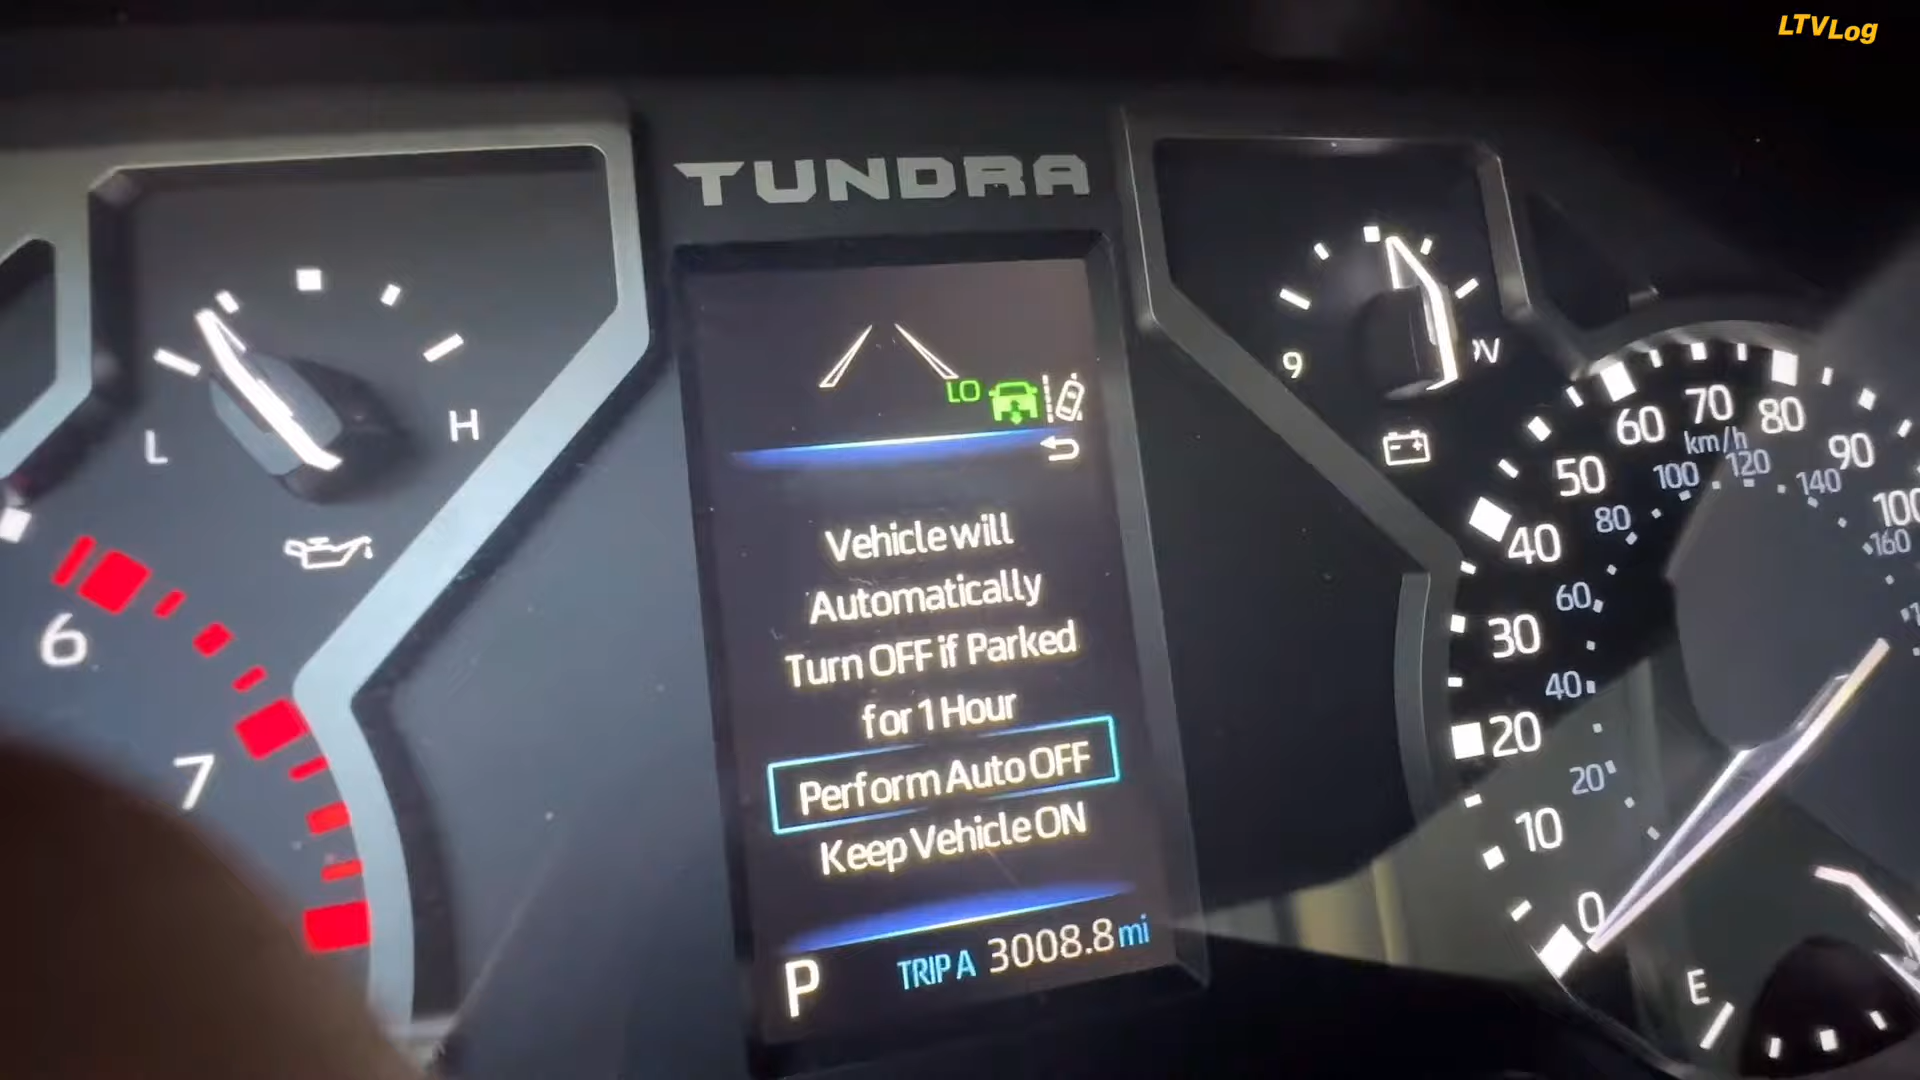 LTVLog
TUNDRA
L
H
9
V
LO
Vehicle will
Automatically
Turn OFF if Parked
for 1 Hour
Perform Auto OFF
Keep Vehicle ON
P
TRIP A 3008.8 mi
6
7
0
10
20
30
40
50
60
70
80
90
100
km/h
20
40
60
80
100
120
140
160
E